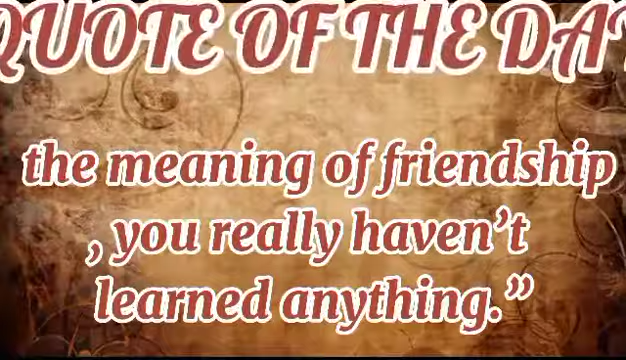 QUOTE OF THE DAY
the meaning of friendship
, you really haven’t
learned anything.”